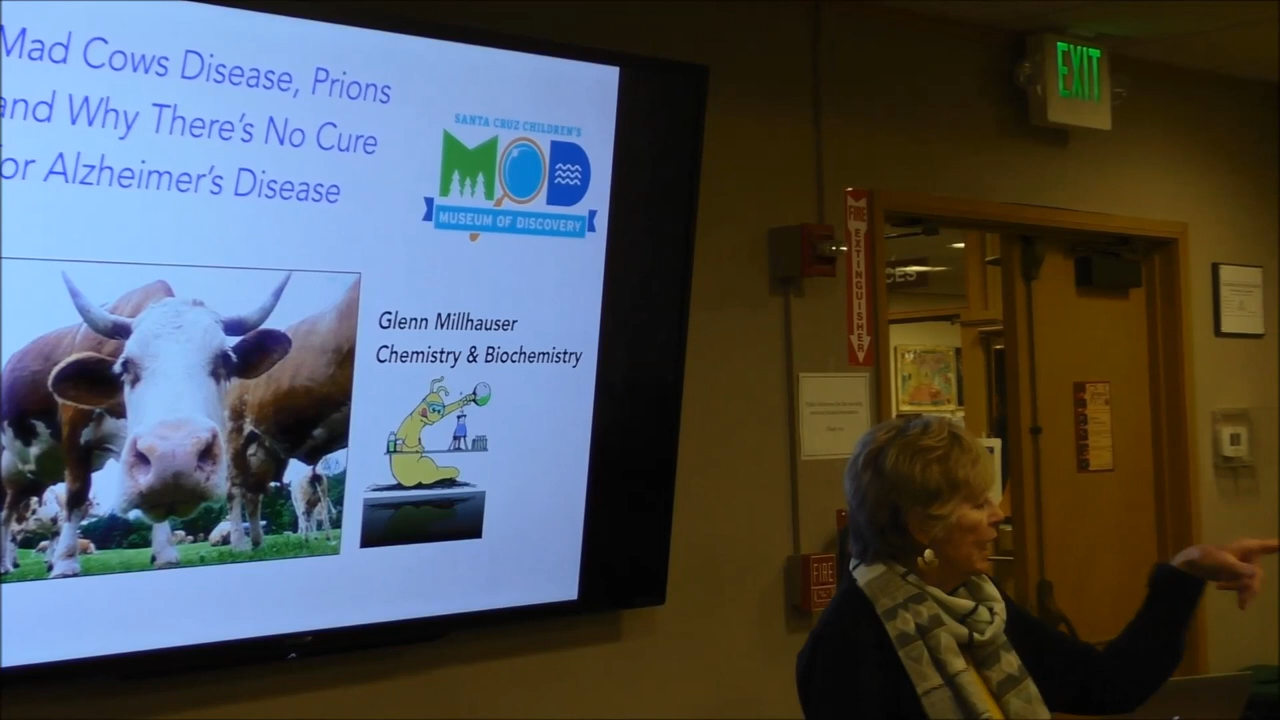 Mad Cows Disease, Prions
and Why There's No Cure
or Alzheimer's Disease
SANTA CRUZ CHILDREN'S
MOD
MUSEUM OF DISCOVERY
Glenn Millhauser
Chemistry & Biochemistry
EXIT
FIRE
EXTINGUISHER
CES
FIRE